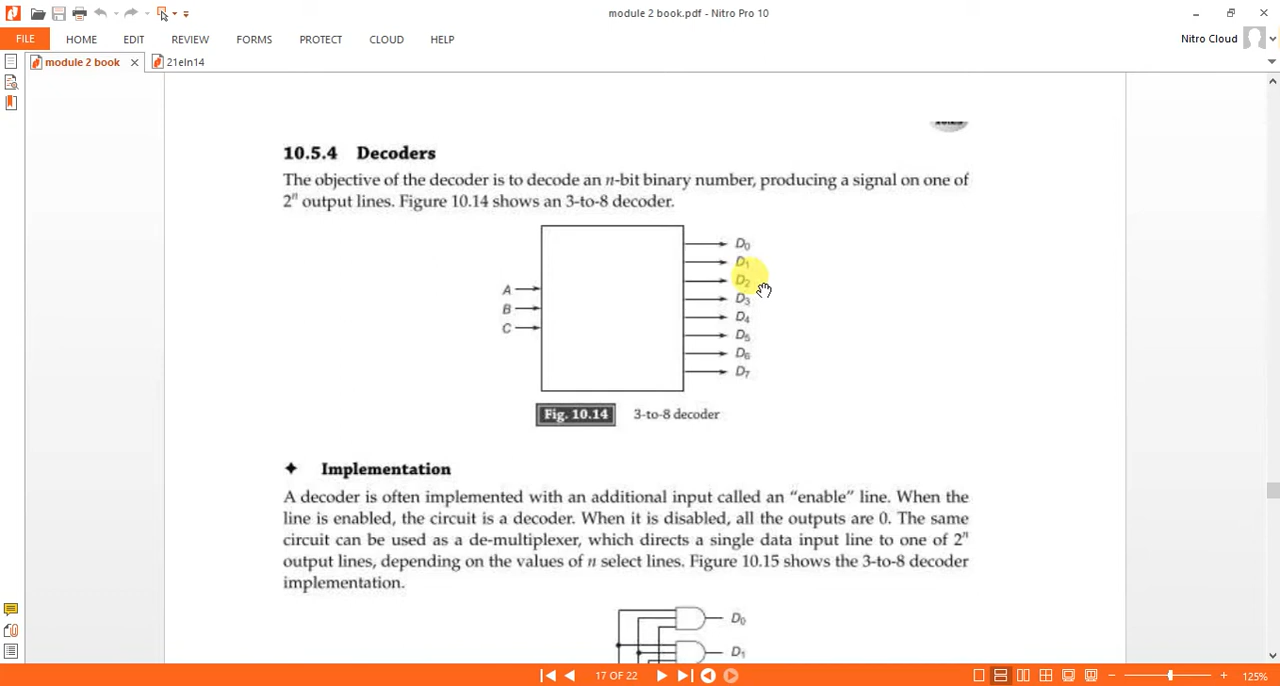 module 2 book.pdf - Nitro Pro 10
FILE HOME EDIT REVIEW FORMS PROTECT CLOUD HELP Nitro Cloud
module 2 book 21eln14
10.5.4 Decoders
The objective of the decoder is to decode an n-bit binary number, producing a signal on one of
2ⁿ output lines. Figure 10.14 shows an 3-to-8 decoder.
D₀
D₁
D₂
A
D₃
B
D₄
C
D₅
D₆
D₇
Fig. 10.14 3-to-8 decoder
Implementation
A decoder is often implemented with an additional input called an “enable” line. When the
line is enabled, the circuit is a decoder. When it is disabled, all the outputs are 0. The same
circuit can be used as a de-multiplexer, which directs a single data input line to one of 2ⁿ
output lines, depending on the values of n select lines. Figure 10.15 shows the 3-to-8 decoder
implementation.
D₀
D₁
17 OF 22 125%